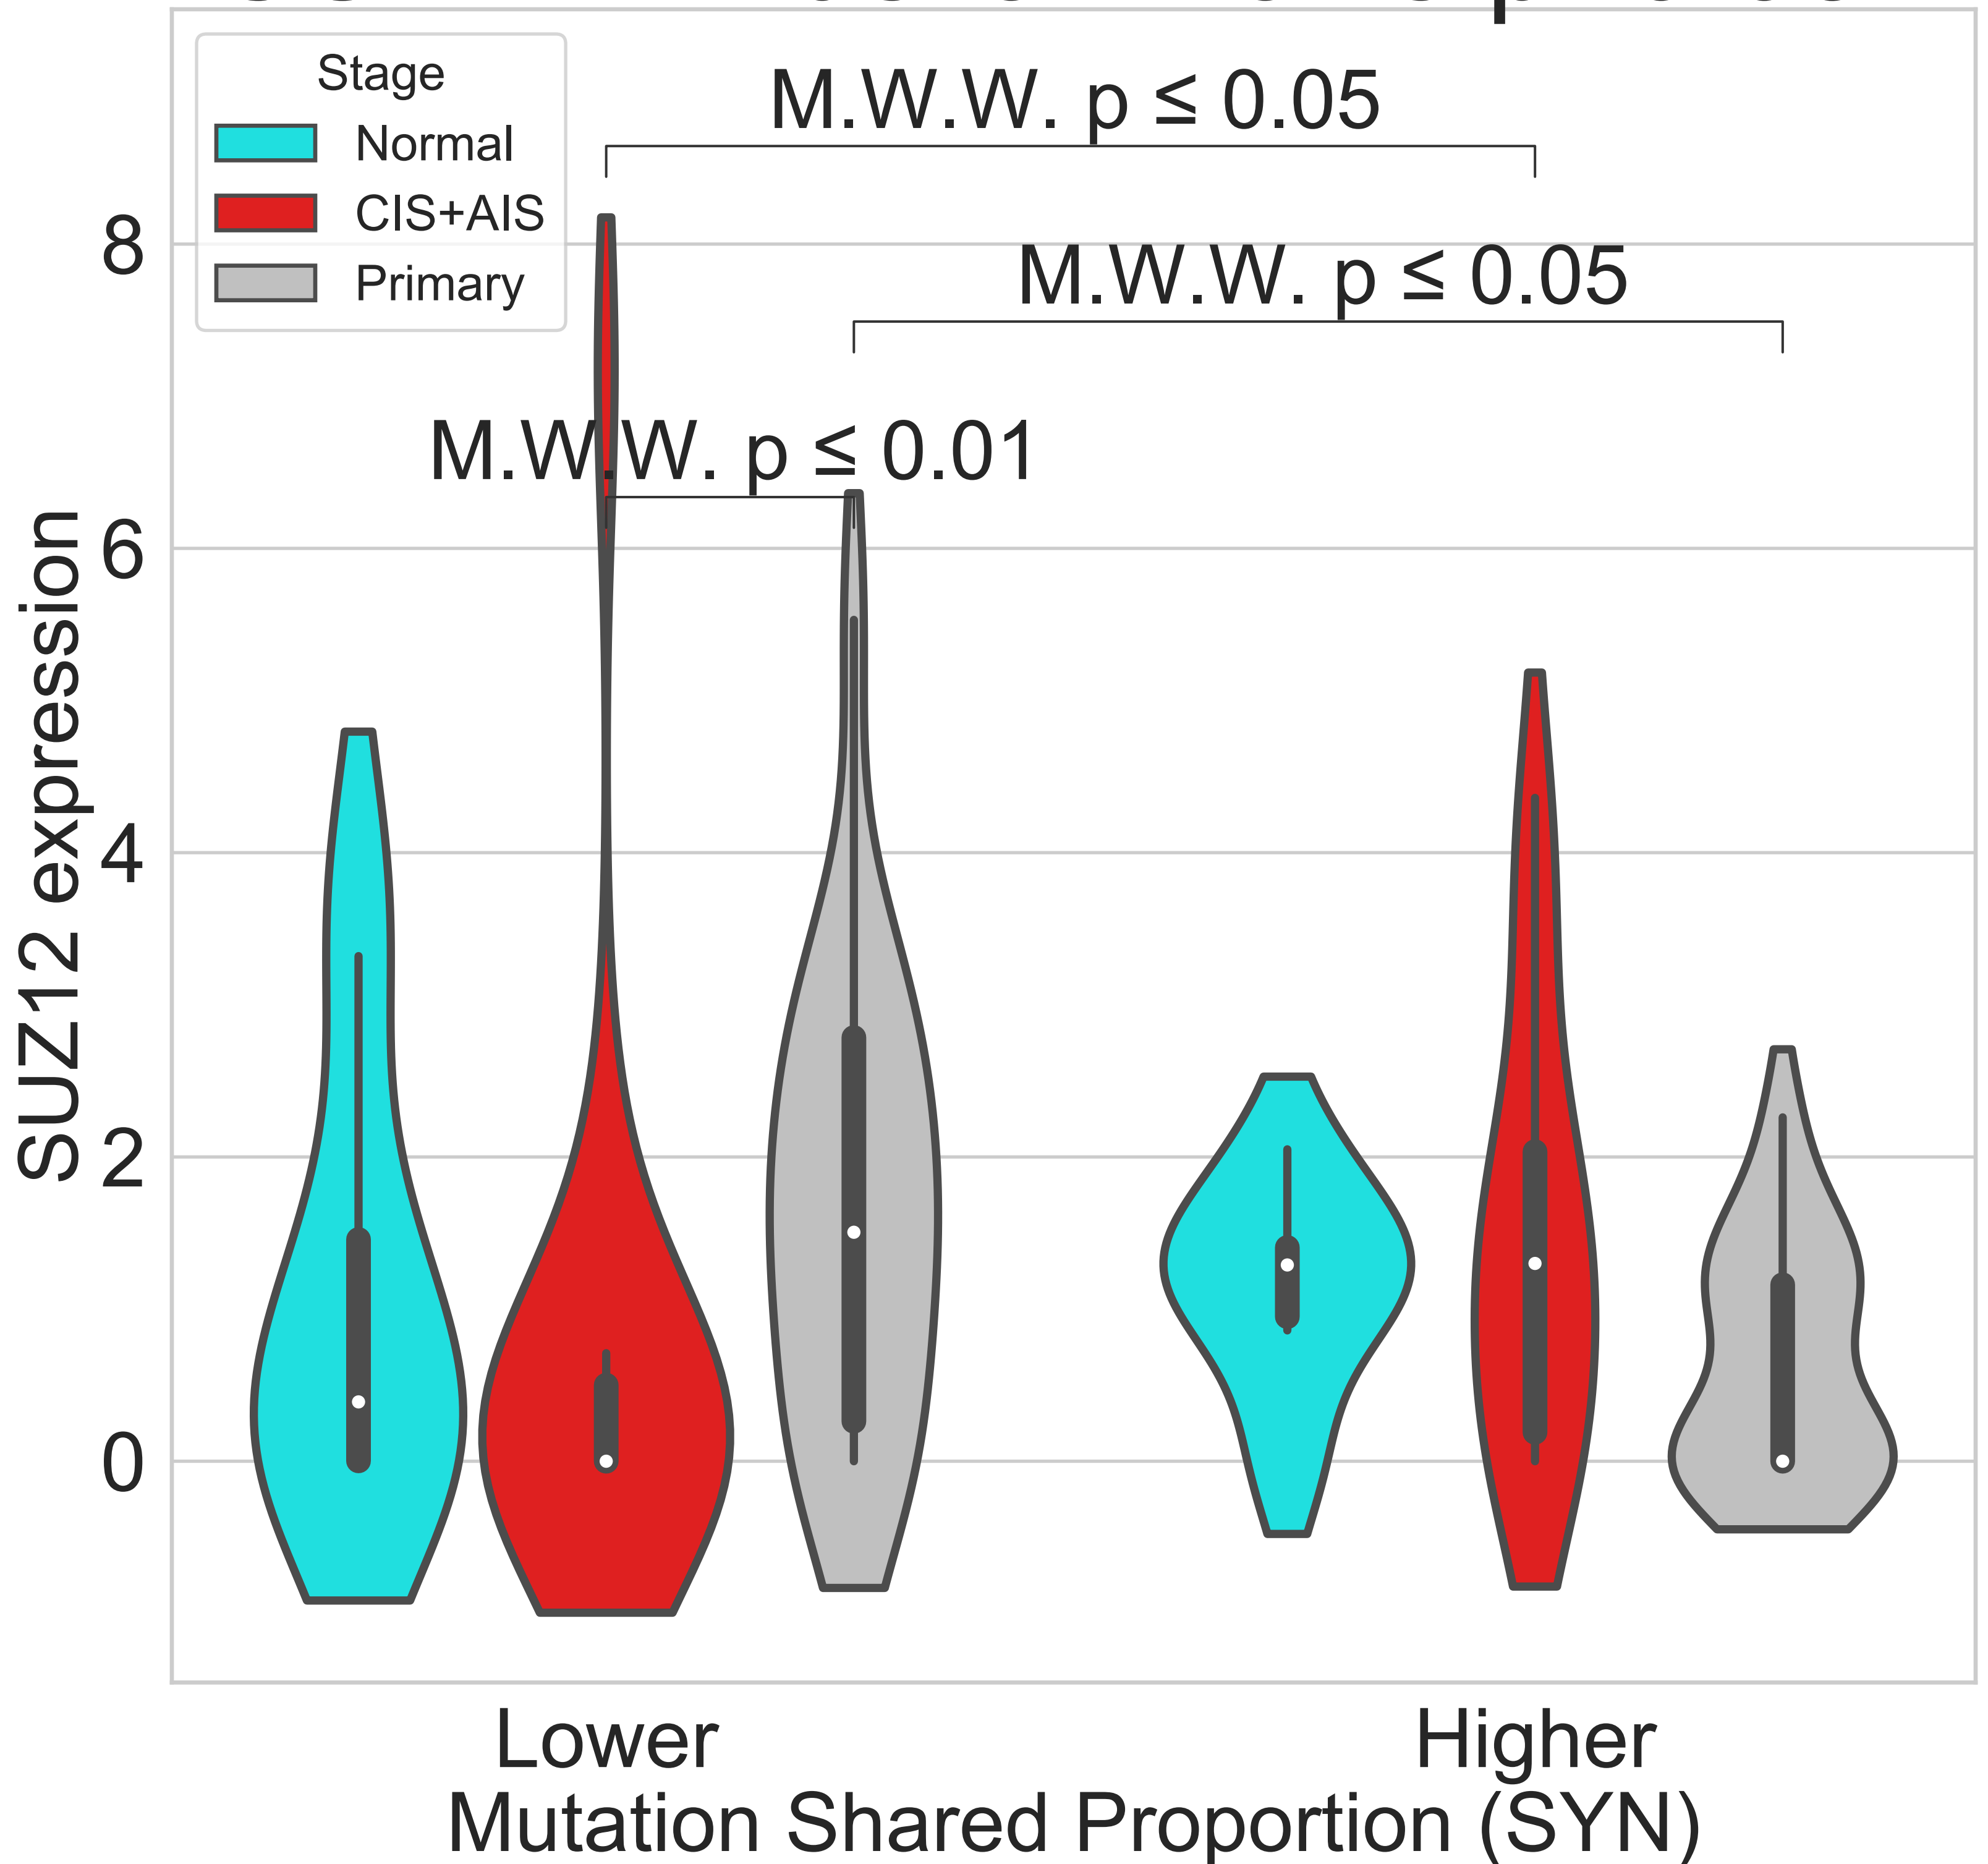 Stage
Normal
CIS+AIS
Primary
M.W.W. p ≤ 0.05
M.W.W. p ≤ 0.05
M.W.W. p ≤ 0.01
SUZ12 expression
8
6
4
2
0
Lower
Higher
Mutation Shared Proportion (SYN)